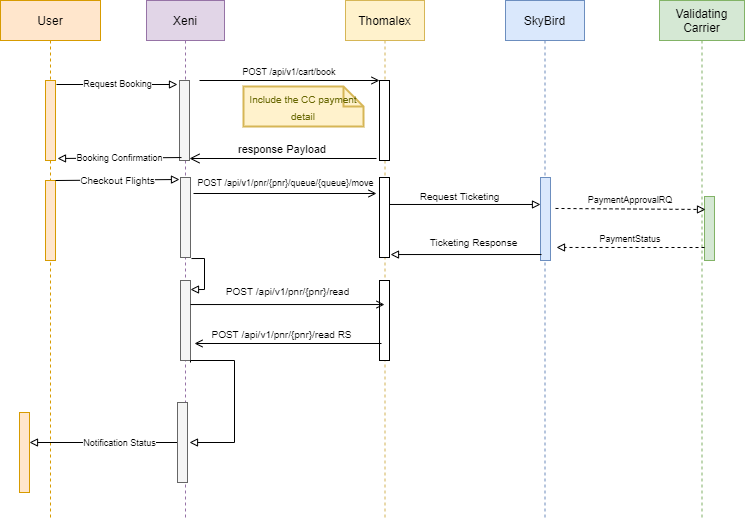 User
Xeni
Thomalex
SkyBird
Validating
Carrier
POST /api/v1/cart/book
Request Booking
Include the CC payment
detail
response Payload
Booking Confirmation
Checkout Flights
POST /api/v1/pnr/{pnr}/queue/{queue}/move
Request Ticketing
PaymentApprovalRQ
Ticketing Response
PaymentStatus
POST /api/v1/pnr/{pnr}/read
POST /api/v1/pnr/{pnr}/read RS
Notification Status